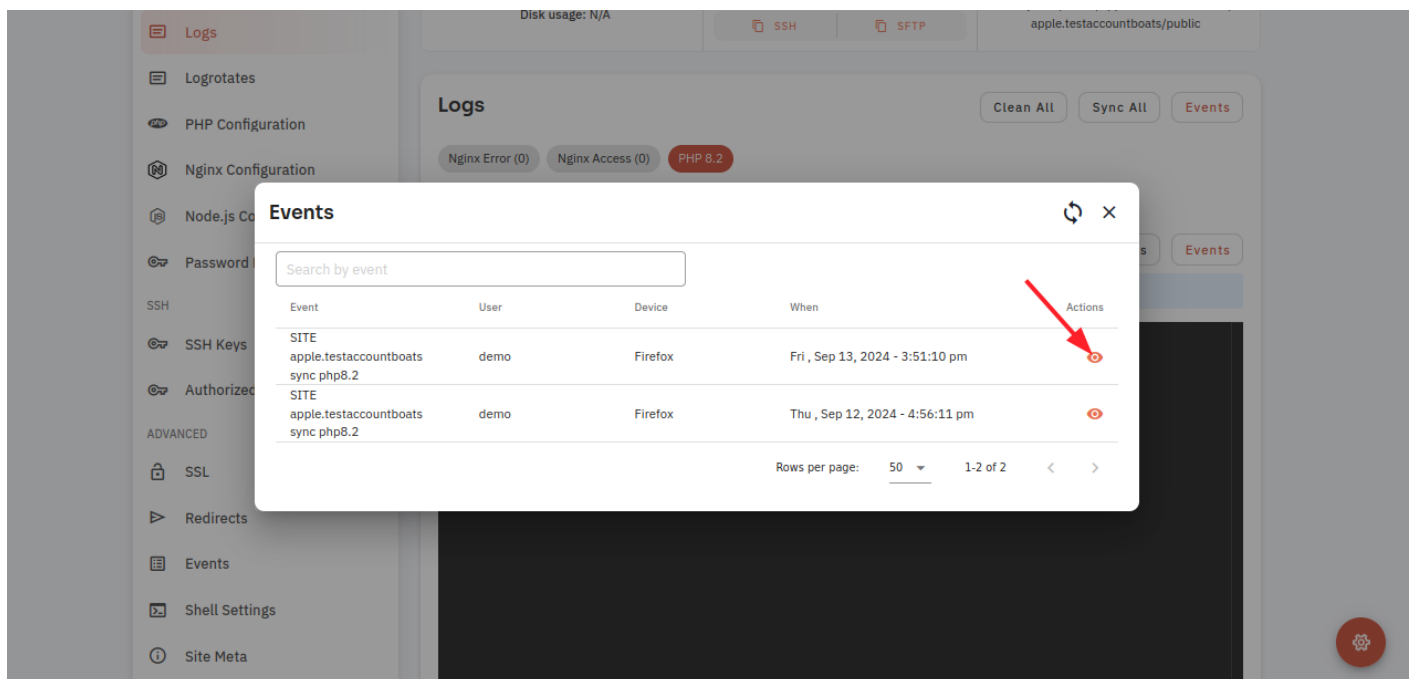 Logs
Logrotates
PHP Configuration
Nginx Configuration
Node.js Co
Password
SSH
SSH Keys
Authorized
ADVANCED
SSL
Redirects
Events
Shell Settings
Site Meta
Disk usage: N/A
SSH
SFTP
apple.testaccountboats/public
Logs
Clean All
Sync All
Events
Nginx Error (0)
Nginx Access (0)
PHP 8.2
s
Events
Events
Search by event
Event User Device When Actions
SITE
apple.testaccountboats demo Firefox Fri , Sep 13, 2024 - 3:51:10 pm
sync php8.2
SITE
apple.testaccountboats demo Firefox Thu , Sep 12, 2024 - 4:56:11 pm
sync php8.2
Rows per page: 50 1-2 of 2